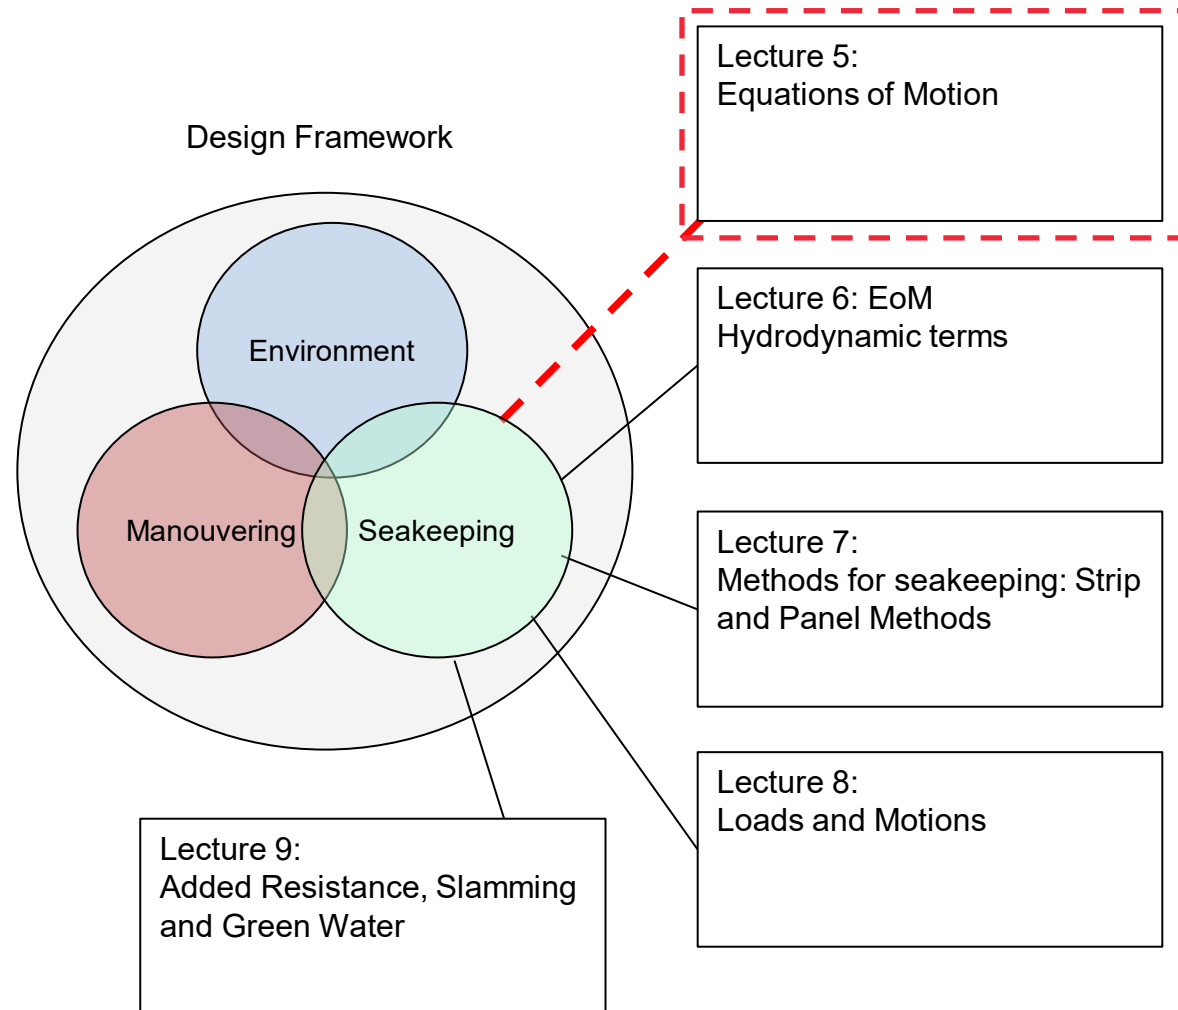 Lecture 5:
Equations of Motion
Design Framework
Environment
Manouvering
Seakeeping
Lecture 6: EoM
Hydrodynamic terms
Lecture 7:
Methods for seakeeping: Strip
and Panel Methods
Lecture 8:
Loads and Motions
Lecture 9:
Added Resistance, Slamming
and Green Water